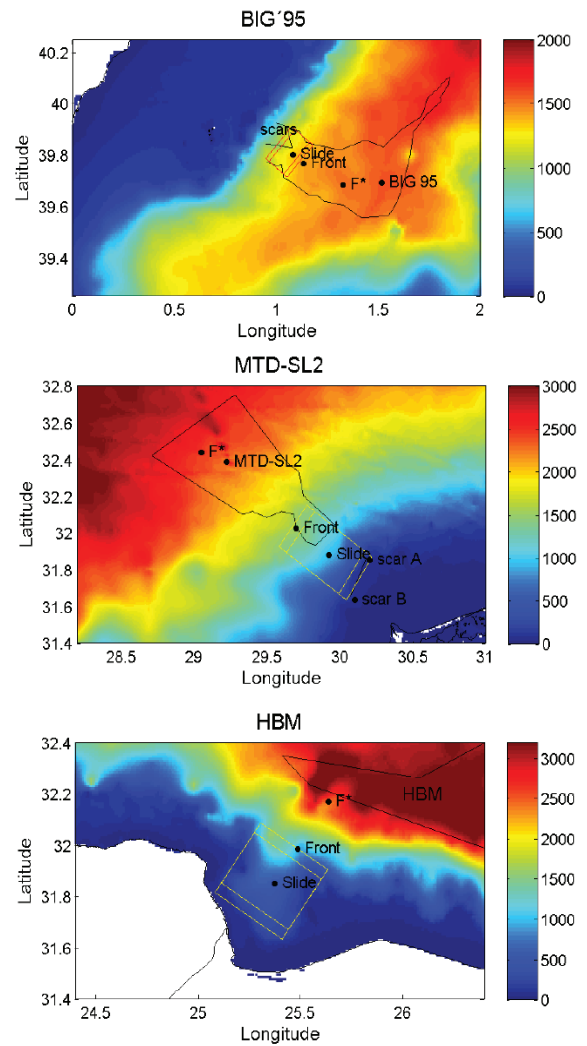 BIG´95
40
39.8
39.6
39.4
Latitude
scars
Slide
Front
F*
BIG 95
0
0.5
1
1.5
2
Longitude
2000
1500
1000
500
0
MTD-SL2
32.8
32.6
32.4
32.2
32
31.8
31.6
31.4
Latitude
F*
MTD-SL2
Front
Slide
scar A
scar B
28.5
29
29.5
30
30.5
31
Longitude
3000
2500
2000
1500
1000
500
0
HBM
32.4
32.2
32
31.8
31.6
31.4
Latitude
F*
HBM
Front
Slide
24.5
25
25.5
26
Longitude
3000
2500
2000
1500
1000
500
0